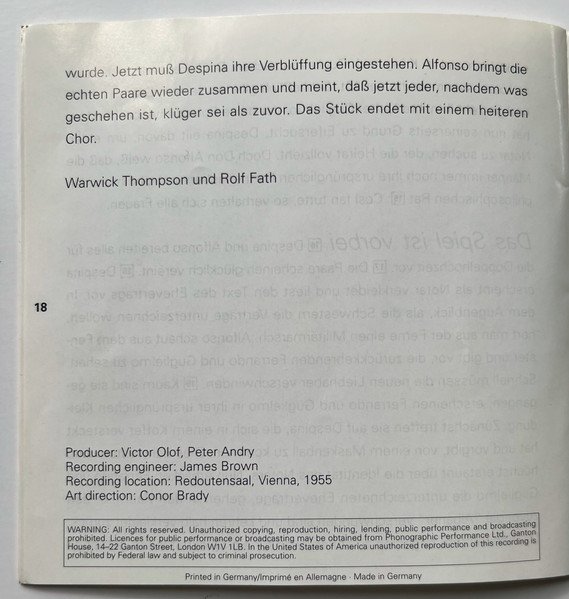 wurde. Jetzt muß Despina ihre Verblüffung eingestehen. Alfonso bringt die
echten Paare wieder zusammen und meint, daß jetzt jeder, nachdem was
geschehen ist, klüger sei als zuvor. Das Stück endet mit einem heiteren
Chor.
Warwick Thompson und Rolf Fath
18
Producer: Victor Olof, Peter Andry
Recording engineer: James Brown
Recording location: Redoutensaal, Vienna, 1955
Art direction: Conor Brady
WARNING: All rights reserved. Unauthorized copying, reproduction, hiring, lending, public performance and broadcasting
prohibited. Licences for public performance or broadcasting may be obtained from Phonographic Performance Ltd., Ganton
House, 14–22 Ganton Street, London W1V 1LB. In the United States of America unauthorized reproduction of this recording is
prohibited by Federal law and subject to criminal prosecution.
Printed in Germany/Imprimé en Allemagne · Made in Germany